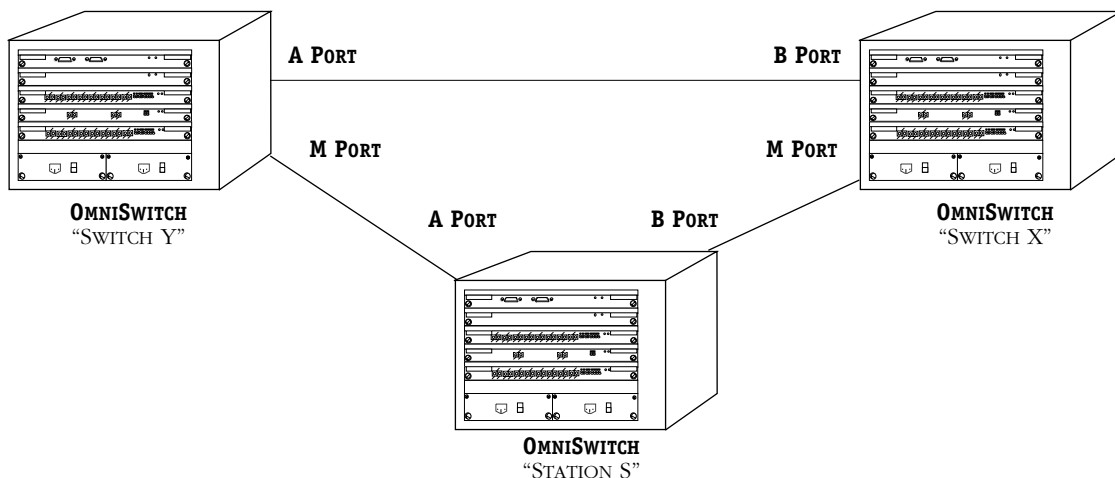 A PORT
B PORT
M PORT
M PORT
OMNISWITCH
“SWITCH Y”
OMNISWITCH
“SWITCH X”
A PORT
B PORT
OMNISWITCH
“STATION S”